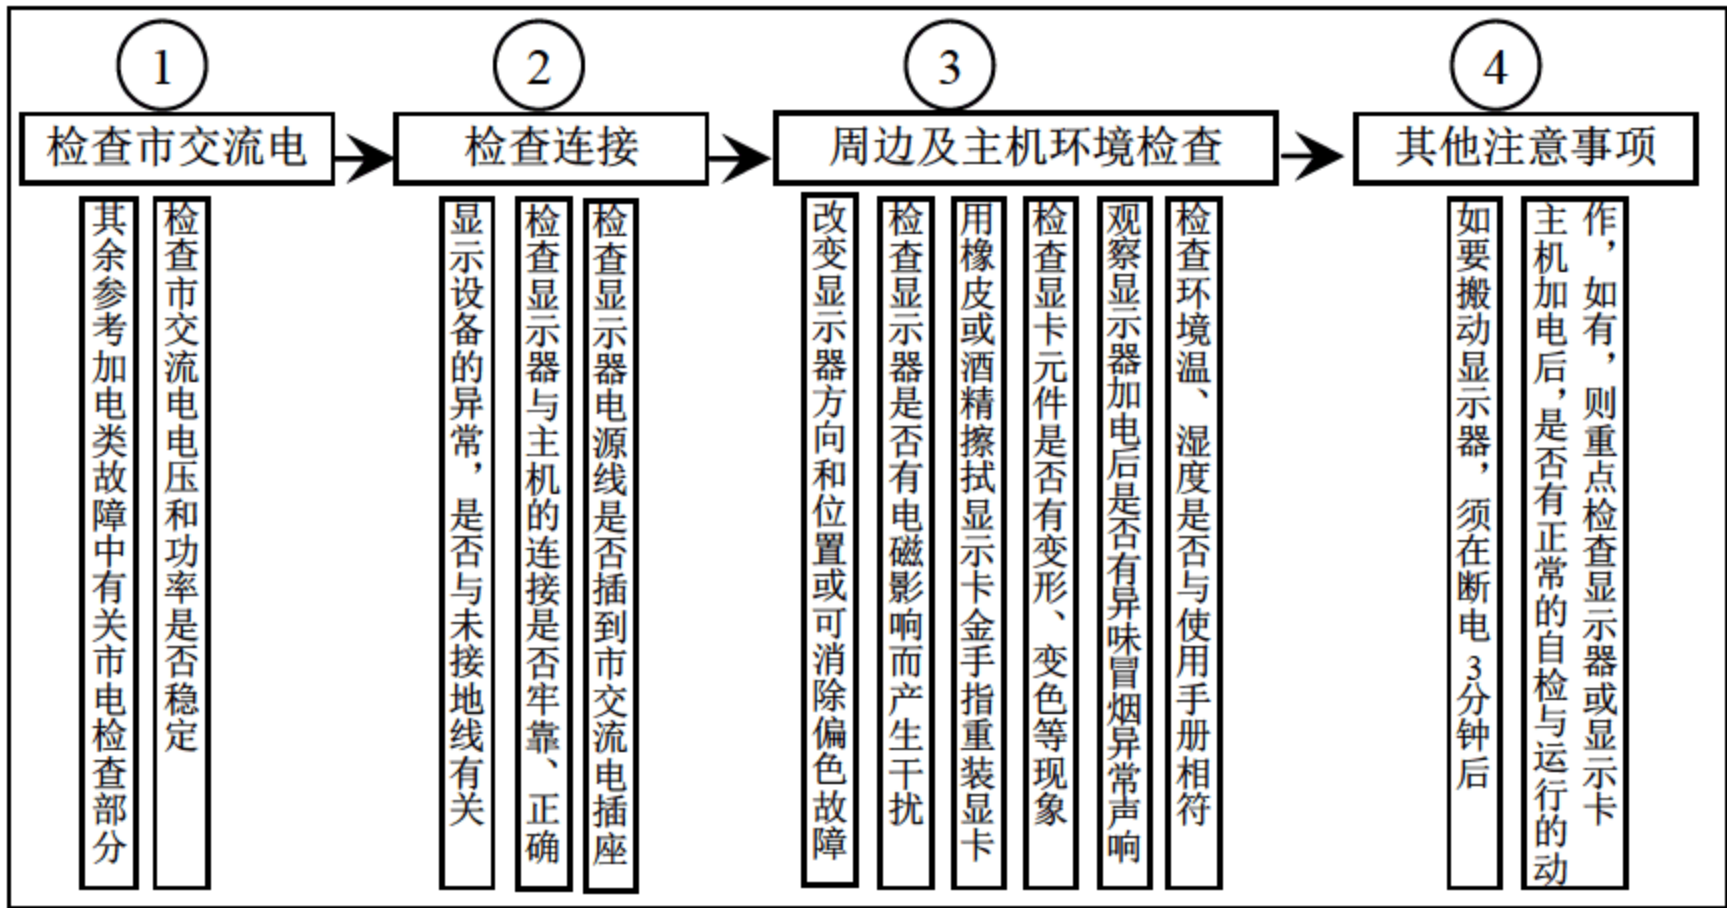 1
检查市交流电
其余参考加电类故障中有关市电检查部分
检查市交流电电压和功率是否稳定
2
检查连接
显示设备的异常，是否与未接地线有关
检查显示器与主机的连接是否牢靠、正确
检查显示器电源线是否插到市交流电插座
3
周边及主机环境检查
改变显示器方向和位置或可消除偏色故障
检查显示器是否有电磁影响而产生干扰
用橡皮或酒精擦拭显示卡金手指重装显卡
检查显卡元件是否有变形、变色等现象
观察显示器加电后是否有异味冒烟异常声响
检查环境温、湿度是否与使用手册相符
4
其他注意事项
如要搬动显示器，须在断电3分钟后
主机加电后，是否有正常的自检与运行的动
作，如有，则重点检查显示器或显示卡